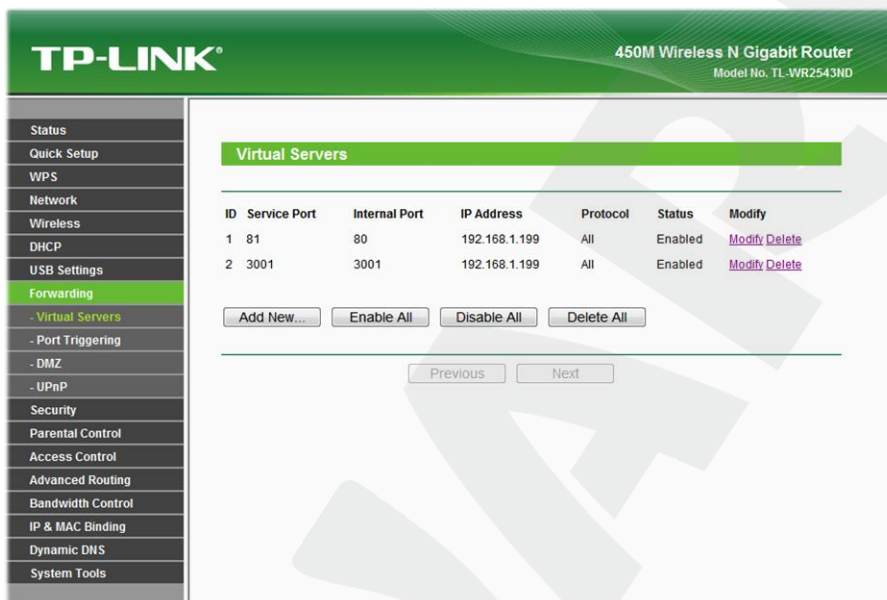 TP-LINK®
450M Wireless N Gigabit Router
Model No. TL-WR2543ND
Status
Quick Setup
WPS
Network
Wireless
DHCP
USB Settings
Forwarding
- Virtual Servers
- Port Triggering
- DMZ
- UPnP
Security
Parental Control
Access Control
Advanced Routing
Bandwidth Control
IP & MAC Binding
Dynamic DNS
System Tools
Virtual Servers
ID Service Port Internal Port IP Address Protocol Status Modify
1 81 80 192.168.1.199 All Enabled Modify Delete
2 3001 3001 192.168.1.199 All Enabled Modify Delete
Add New... Enable All Disable All Delete All
Previous Next